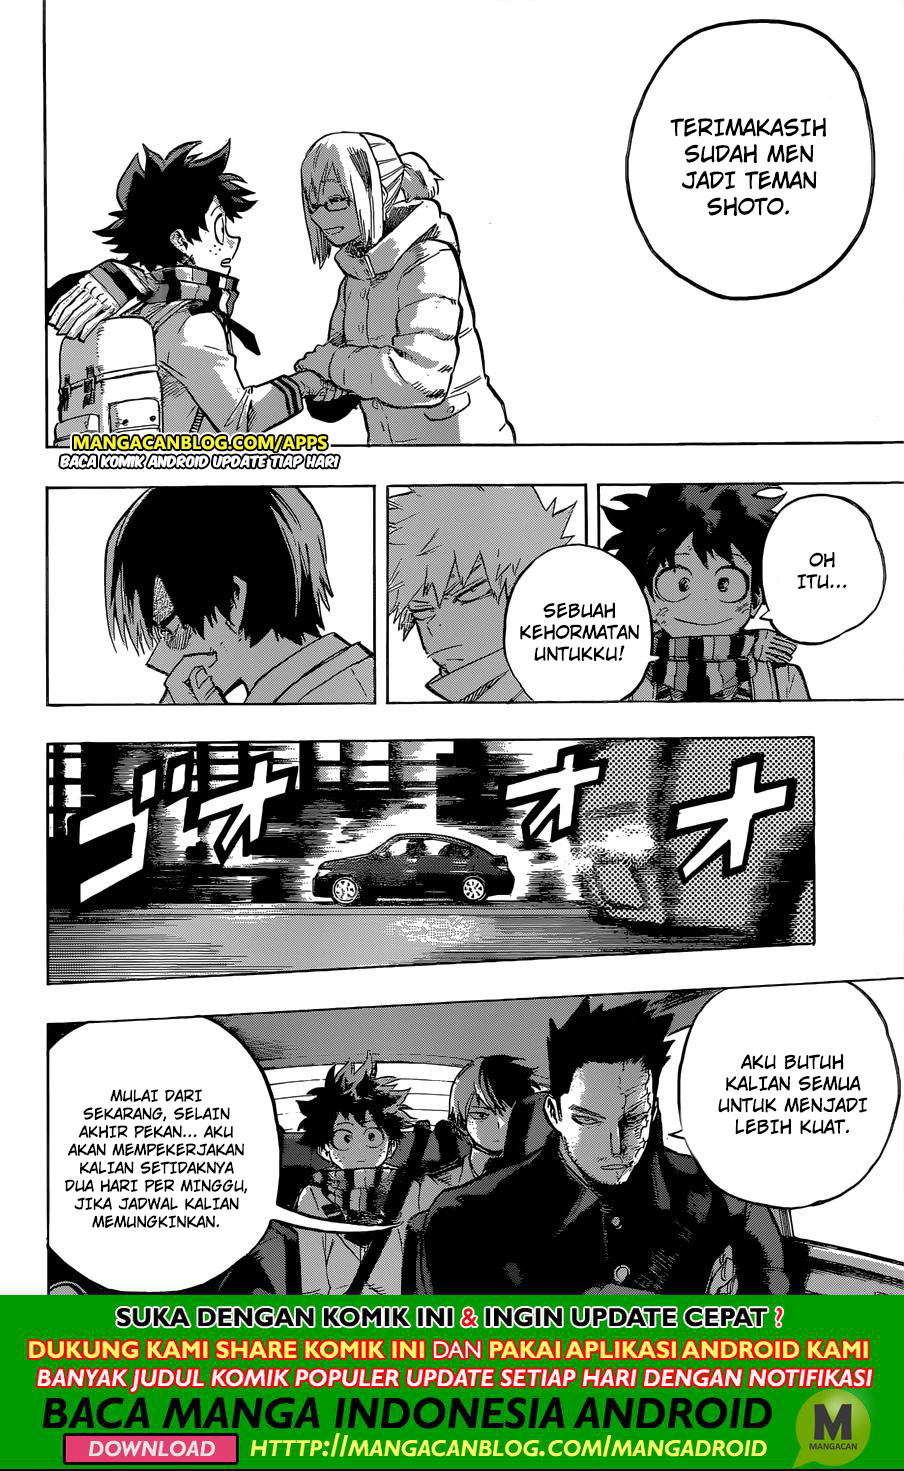 TERIMAKASIH
SUDAH MEN
JADI TEMAN
SHOTO.
MANGACANBLOG.COM/APPS
BACA KOMIK ANDROID UPDATE TIAP HARI
OH
ITU...
SEBUAH
KEHORMATAN
UNTUKKU!
ゴオオオ
AKU BUTUH
KALIAN SEMUA
UNTUK MENJADI
LEBIH KUAT.
MULAI DARI
SEKARANG, SELAIN
AKHIR PEKAN... AKU
AKAN MEMPEKERJAKAN
KALIAN SETIDAKNYA
DUA HARI PER MINGGU,
JIKA JADWAL KALIAN
MEMUNGKINKAN.
SUKA DENGAN KOMIK INI & INGIN UPDATE CEPAT ?
DUKUNG KAMI SHARE KOMIK INI DAN PAKAI APLIKASI ANDROID KAMI
BANYAK JUDUL KOMIK POPULER UPDATE SETIAP HARI DENGAN NOTIFIKASI
BACA MANGA INDONESIA ANDROID
DOWNLOAD HTTTP://MANGACANBLOG.COM/MANGADROID
M
MANGACAN